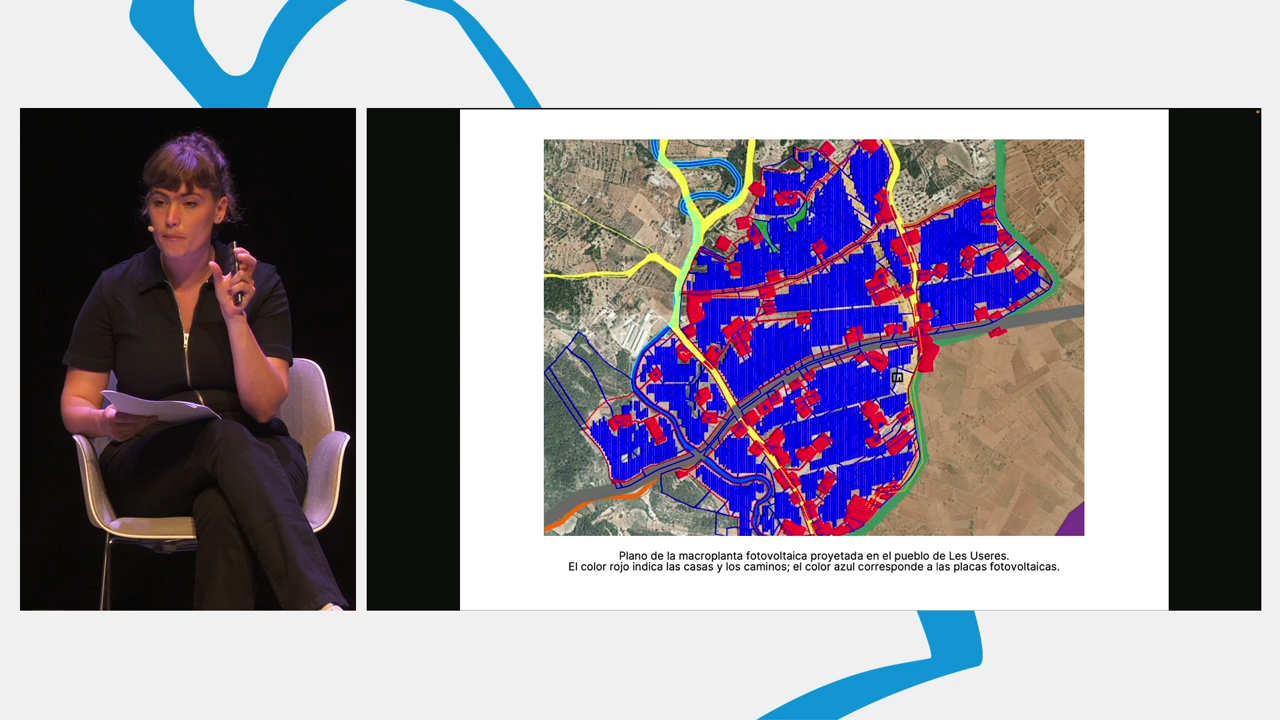 Plano de la macroplanta fotovoltaica proyetada en el pueblo de Les Useres.
El color rojo indica las casas y los caminos; el color azul corresponde a las placas fotovoltaicas.